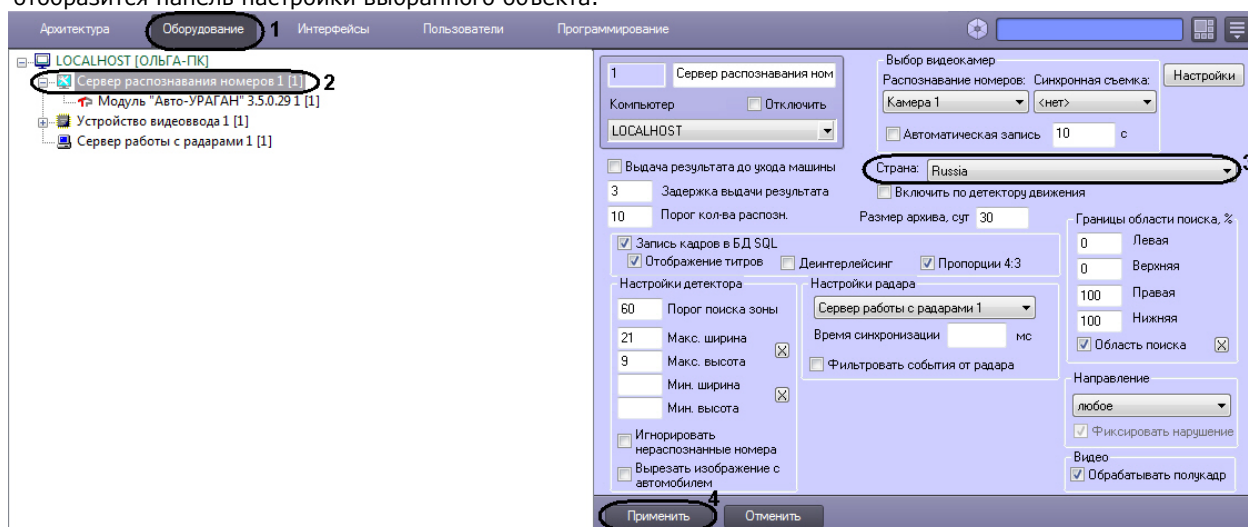 отобразится панель настройки выбранного объекта.
Архитектура Оборудование 1 Интерфейсы Пользователи Программирование
LOCALHOST [ОЛЬГА-ПК]
Сервер распознавания номеров 1 [1] 2
Модуль "Авто-УРАГАН" 3.5.0.29 1 [1]
Устройство видеоввода 1 [1]
Сервер работы с радарами 1 [1]
1 Сервер распознавания ном
Компьютер Отключить
LOCALHOST
Выбор видеокамер
Распознавание номеров: Синхронная съемка: Настройки
Камера 1 <нет>
Автоматическая запись 10 с
Выдача результата до ухода машины
3 Задержка выдачи результата
10 Порог кол-ва распозн.
Страна: Russia 3
Включить по детектору движения
Размер архива, сут 30
Запись кадров в БД SQL
Отображение титров Деинтерлейсинг Пропорции 4:3
Границы области поиска, %
0 Левая
0 Верхняя
100 Правая
100 Нижняя
Область поиска
Настройки детектора
60 Порог поиска зоны
21 Макс. ширина
9 Макс. высота
Мин. ширина
Мин. высота
Игнорировать
нераспознанные номера
Вырезать изображение с
автомобилем
Настройки радара
Сервер работы с радарами 1
Время синхронизации мс
Фильтровать события от радара
Направление
любое
Фиксировать нарушение
Видео
Обрабатывать полукадр
4
Применить Отменить